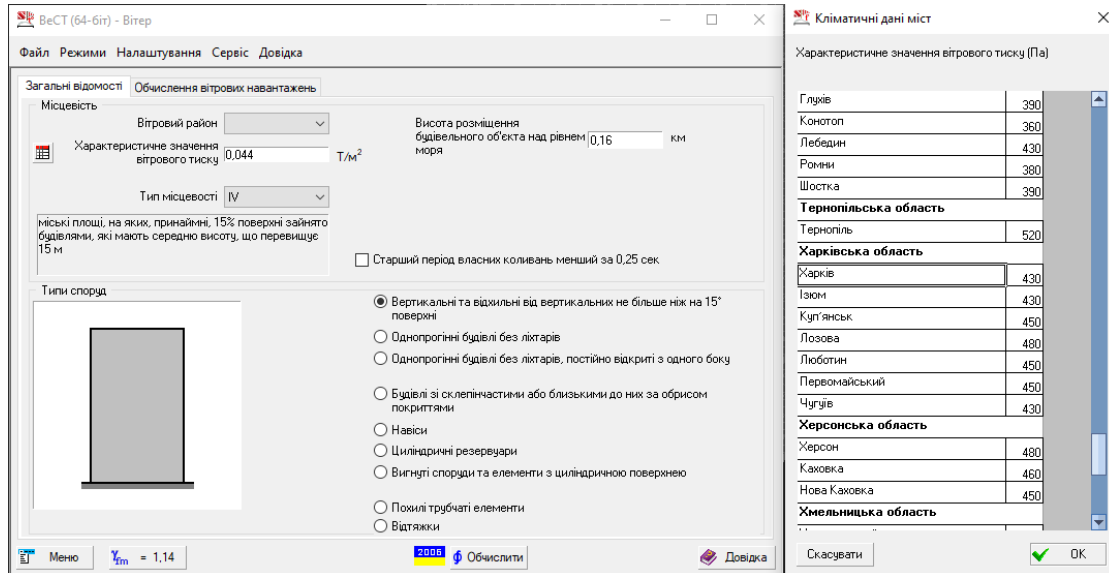 ВеСТ (64-біт) - Вітер
Файл Режими Налаштування Сервіс Довідка
Загальні відомості
Обчислення вітрових навантажень
Місцевість
Вітровий район
Характеристичне значення
вітрового тиску
0,044
Т/м²
Висота розміщення
будівельного об'єкта над рівнем
моря
0,16
км
Тип місцевості
IV
міські площі, на яких, принаймні, 15% поверхні зайнято
будівлями, які мають середню висоту, що перевищує
15 м
Старший період власних коливань менший за 0,25 сек
Типи споруд
Вертикальні та відхильні від вертикальних не більше ніж на 15°
поверхні
Однопрогінні будівлі без ліхтарів
Однопрогінні будівлі без ліхтарів, постійно відкриті з одного боку
Будівлі зі склепінчастими або близькими до них за обрисом
покриттями
Навіси
Циліндричні резервуари
Вигнуті споруди та елементи з циліндричною поверхнею
Похилі трубчаті елементи
Відтяжки
Меню
γfm = 1,14
2006
Обчислити
Довідка
Кліматичні дані міст
Характеристичне значення вітрового тиску (Па)
Глухів 390
Конотоп 360
Лебедин 430
Ромни 380
Шостка 390
Тернопільська область
Тернопіль 520
Харківська область
Харків 430
Ізюм 430
Куп'янськ 450
Лозова 480
Люботин 450
Первомайський 450
Чугуїв 430
Херсонська область
Херсон 480
Каховка 460
Нова Каховка 450
Хмельницька область
Скасувати
OK